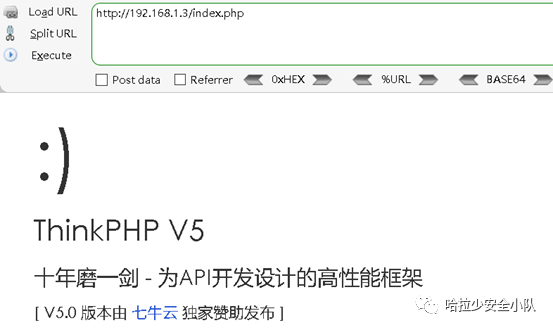 Load URL
http://192.168.1.3/index.php
Split URL
Execute
Post data Referrer 0xHEX %URL BASE64
:)
ThinkPHP V5
十年磨一剑 - 为API开发设计的高性能框架
[ V5.0 版本由 七牛云 独家赞助发布 ]
哈拉少安全小队